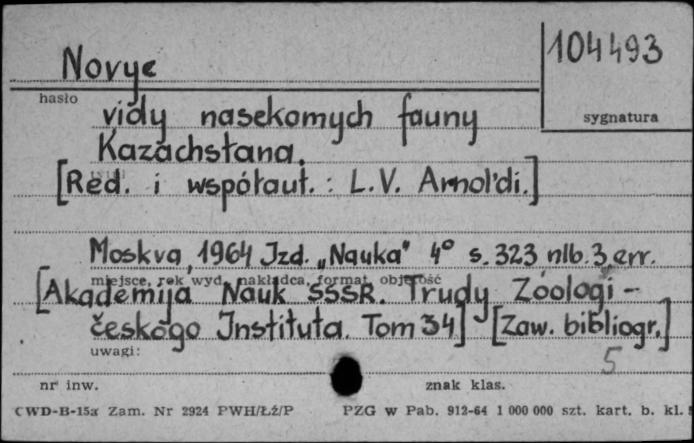 Novye
104493
hasło
sygnatura
vidy nasekomych fauny
Kazachstana.
[Red. i współaut.: L.V. Arnol'di.]
Moskva, 1964 Izd. „Nauka" 4° s. 323 nlb. 3, err.
miejsce, rok wyd., nakładca, format, objętość
[Akademija Nauk SSSR. Trudy Zoologi-
českogo Instituta. Tom 34] [Zaw. bibliogr.]
uwagi:
5
nr inw.
znak klas.
CWD-B-15a Zam. Nr 2924 PWH/Łź/P PZG w Pab. 912-64 1 000 000 szt. kart. b. kl.